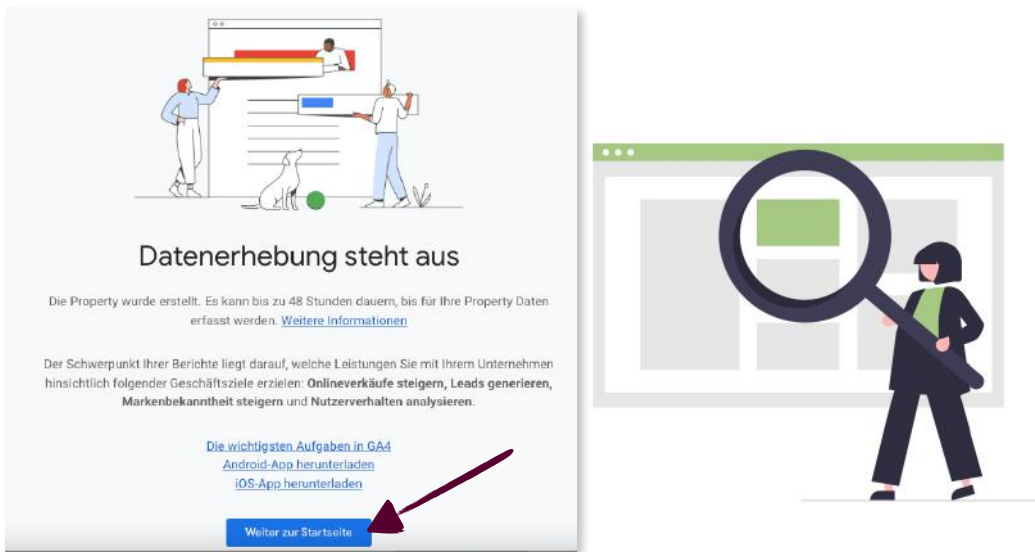 Datenerhebung steht aus
Die Property wurde erstellt. Es kann bis zu 48 Stunden dauern, bis für Ihre Property Daten
erfasst werden. Weitere Informationen
Der Schwerpunkt Ihrer Berichte liegt darauf, welche Leistungen Sie mit Ihrem Unternehmen
hinsichtlich folgender Geschäftsziele erzielen: Onlineverkäufe steigern, Leads generieren,
Markenbekanntheit steigern und Nutzerverhalten analysieren.
Die wichtigsten Aufgaben in GA4
Android-App herunterladen
iOS-App herunterladen
Weiter zur Startseite